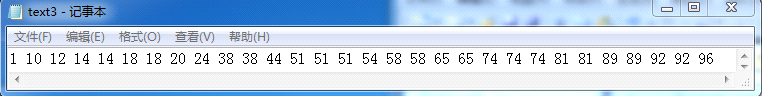 text3 - 记事本
文件(F) 编辑(E) 格式(O) 查看(V) 帮助(H)
1 10 12 14 14 18 18 20 24 38 38 44 51 51 51 54 58 58 65 65 74 74 74 81 81 89 89 92 92 96